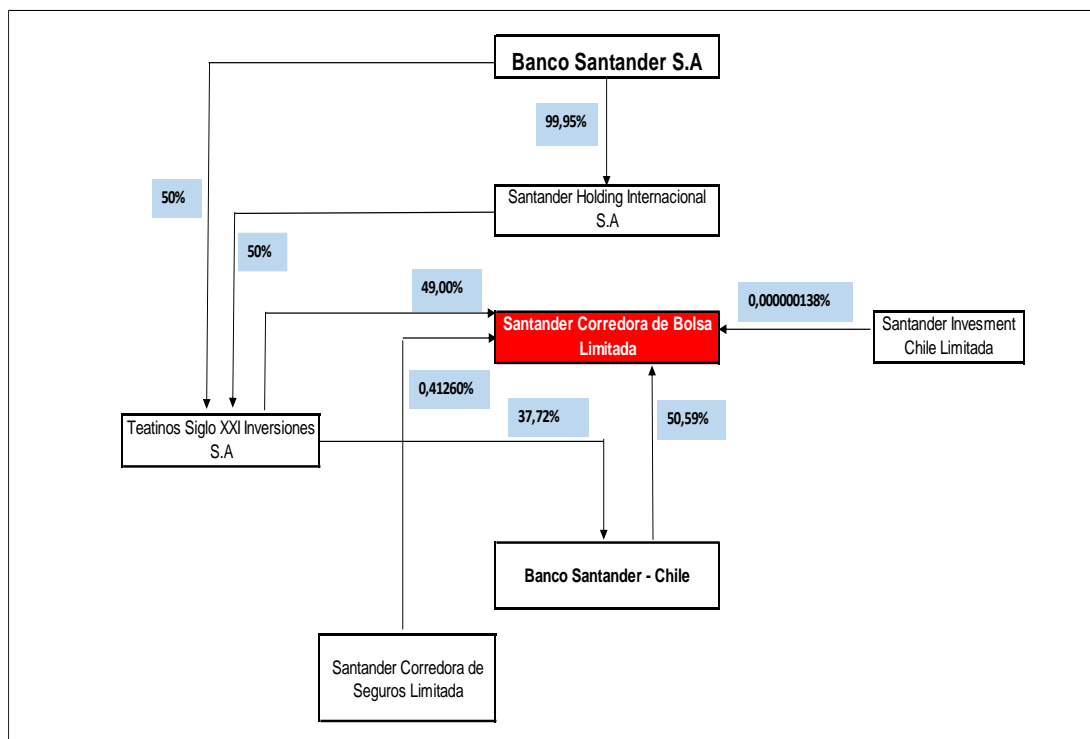 Banco Santander S.A
99,95%
50%
Santander Holding Internacional
S.A
50%
49,00%
0,000000138%
Santander Corredora de Bolsa
Limitada
Santander Invesment
Chile Limitada
0,41260%
37,72%
50,59%
Teatinos Siglo XXI Inversiones
S.A
Banco Santander - Chile
Santander Corredora de
Seguros Limitada